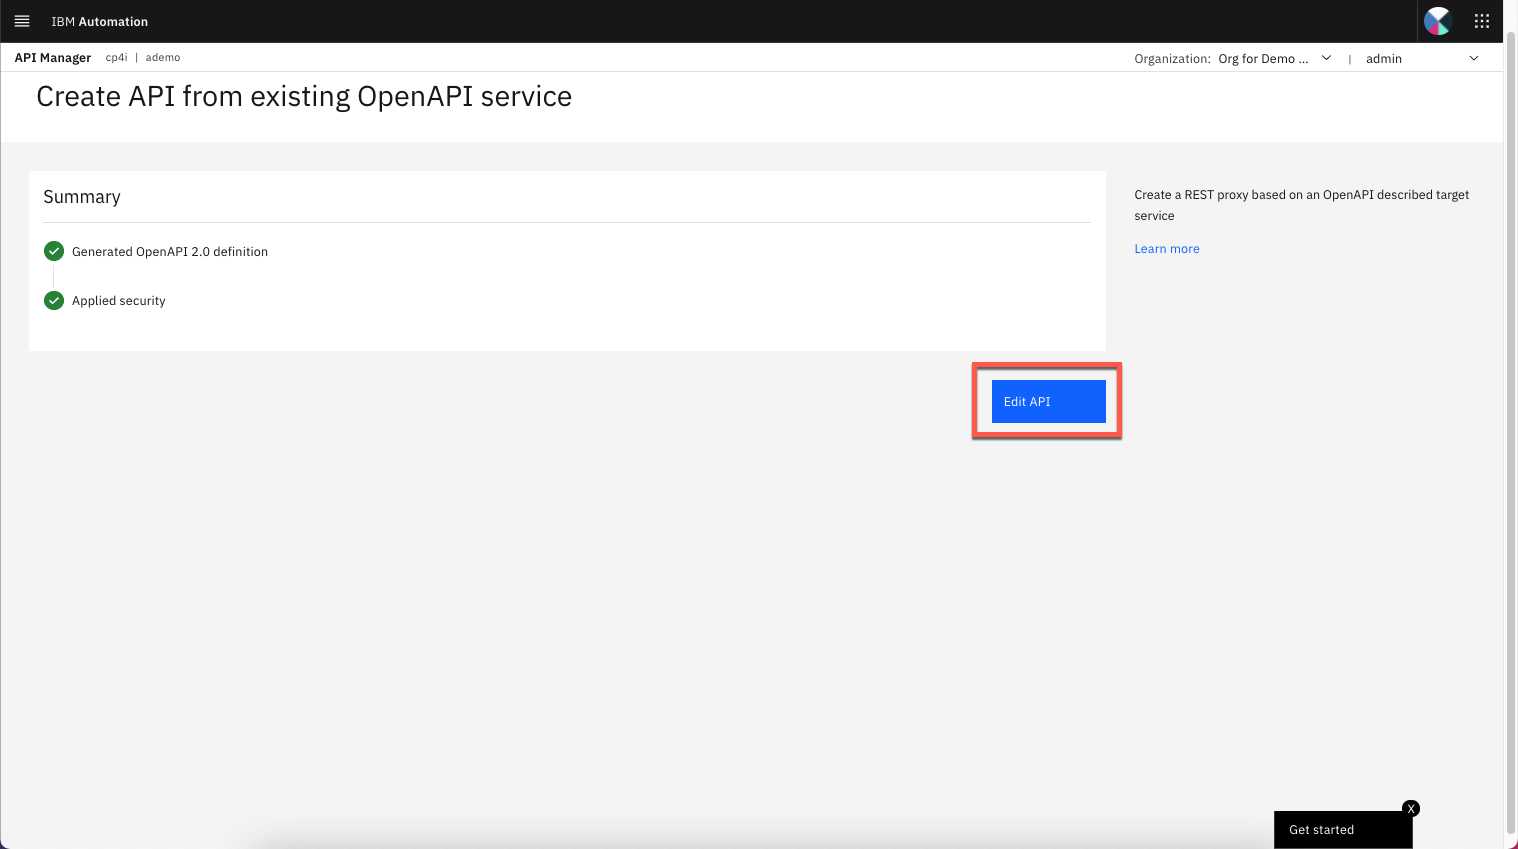 IBM Automation
API Manager cp4i | ademo
Organization: Org for Demo ... | admin
Create API from existing OpenAPI service
Summary
Generated OpenAPI 2.0 definition
Applied security
Create a REST proxy based on an OpenAPI described target
service
Learn more
Edit API
X
Get started